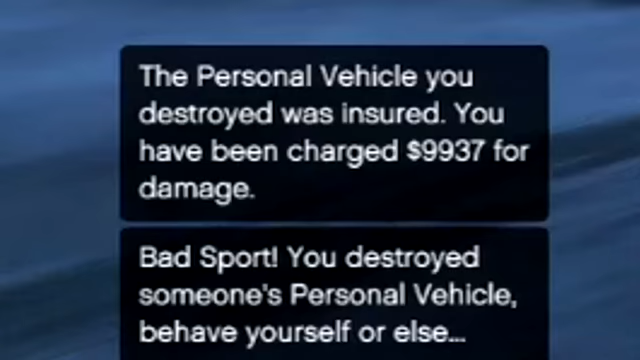 The Personal Vehicle you
destroyed was insured. You
have been charged $9937 for
damage.
Bad Sport! You destroyed
someone's Personal Vehicle,
behave yourself or else...